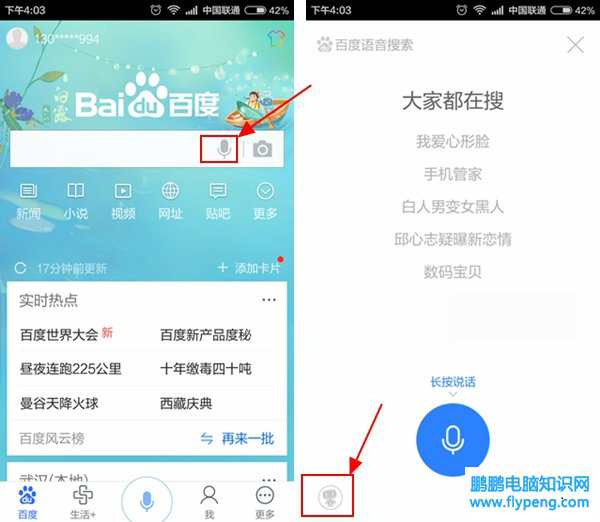 下午4:03
中国联通
42%
130*****994
白露
Bai du 百度
新闻
小说
视频
网址
贴吧
更多
17分钟前更新
+ 添加卡片
实时热点
...
百度世界大会 新
百度新产品度秘
昼夜连跑225公里
十年缴毒四十吨
曼谷天降火球
西藏庆典
百度风云榜
再来一批
武汉(本地)
百度
生活+
我
更多
下午4:03
中国联通
42%
百度语音搜索
大家都在搜
我爱心形脸
手机管家
白人男变女黑人
邱心志疑曝新恋情
数码宝贝
长按说话
鹏鹏电脑知识网
www.flypeng.com